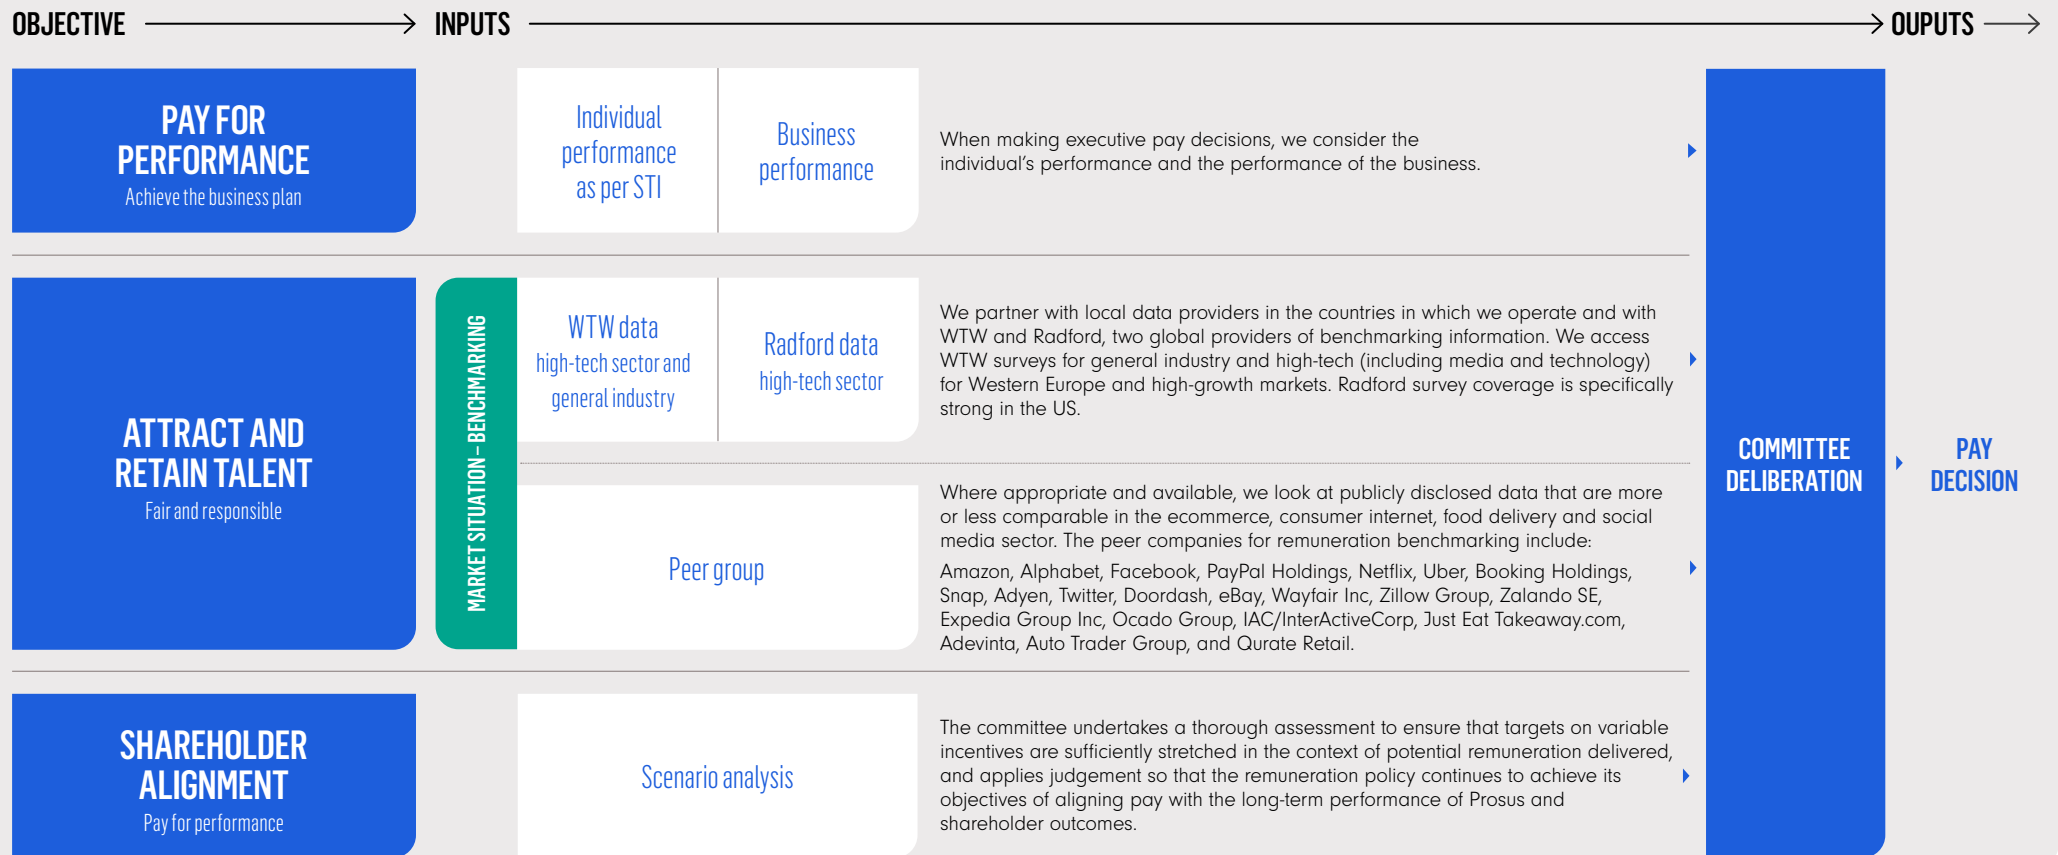 OBJECTIVE
INPUTS
OUPUTS
PAY FOR
PERFORMANCE
Achieve the business plan
Individual
performance
as per STI
Business
performance
When making executive pay decisions, we consider the
individual's performance and the performance of the business.
ATTRACT AND
RETAIN TALENT
Fair and responsible
MARKET SITUATION – BENCHMARKING
WTW data
high-tech sector and
general industry
Radford data
high-tech sector
We partner with local data providers in the countries in which we operate and with
WTW and Radford, two global providers of benchmarking information. We access
WTW surveys for general industry and high-tech (including media and technology)
for Western Europe and high-growth markets. Radford survey coverage is specifically
strong in the US.
Peer group
Where appropriate and available, we look at publicly disclosed data that are more
or less comparable in the ecommerce, consumer internet, food delivery and social
media sector. The peer companies for remuneration benchmarking include:
Amazon, Alphabet, Facebook, PayPal Holdings, Netflix, Uber, Booking Holdings,
Snap, Adyen, Twitter, Doordash, eBay, Wayfair Inc, Zillow Group, Zalando SE,
Expedia Group Inc, Ocado Group, IAC/InterActiveCorp, Just Eat Takeaway.com,
Adevinta, Auto Trader Group, and Qurate Retail.
SHAREHOLDER
ALIGNMENT
Pay for performance
Scenario analysis
The committee undertakes a thorough assessment to ensure that targets on variable
incentives are sufficiently stretched in the context of potential remuneration delivered,
and applies judgement so that the remuneration policy continues to achieve its
objectives of aligning pay with the long-term performance of Prosus and
shareholder outcomes.
COMMITTEE
DELIBERATION
PAY
DECISION